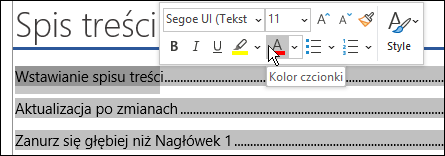 Spis treści
Segoe UI (Tekst
11
A A
B I U A
Style
Kolor czcionki
Wstawianie spisu treści
Aktualizacja po zmianach
Zanurz się głębiej niż Nagłówek 1